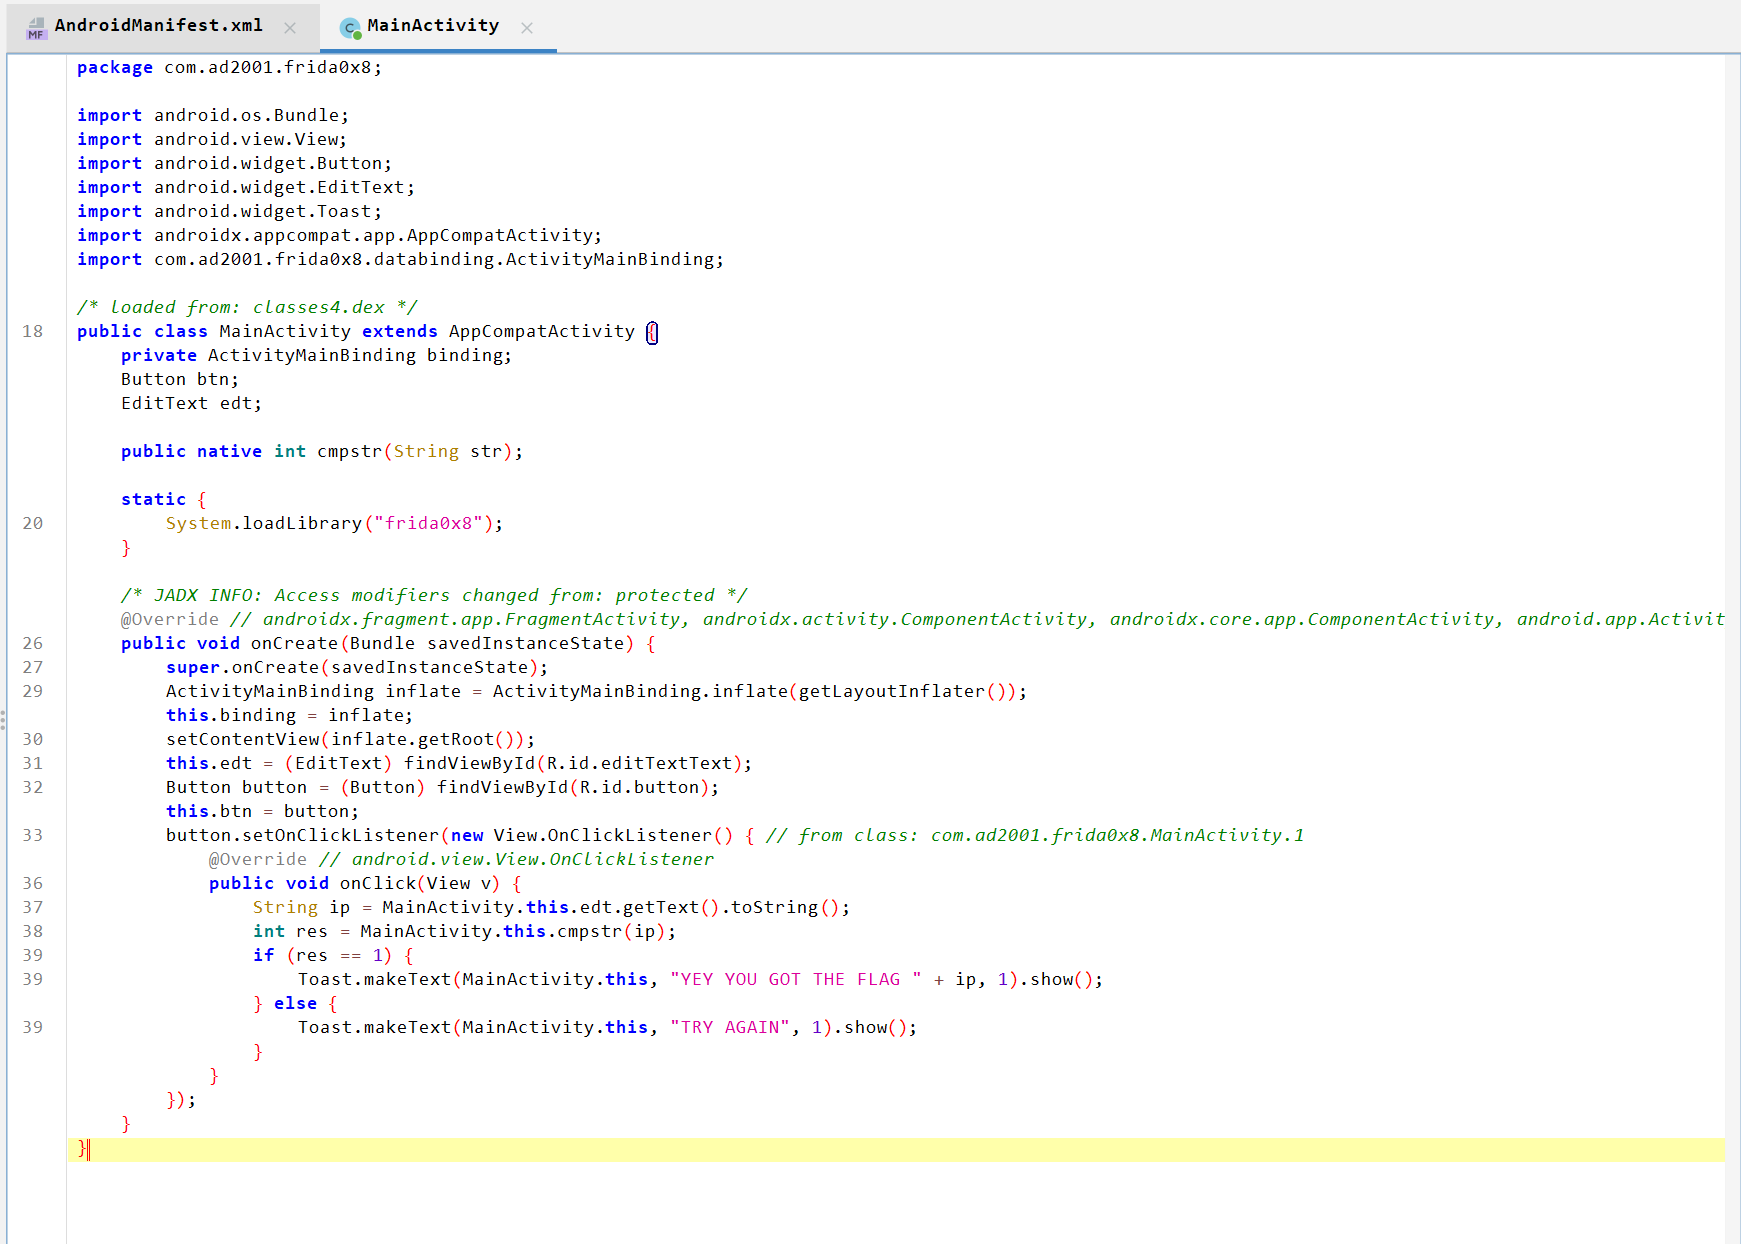 AndroidManifest.xml
MainActivity
package com.ad2001.frida0x8;
import android.os.Bundle;
import android.view.View;
import android.widget.Button;
import android.widget.EditText;
import android.widget.Toast;
import androidx.appcompat.app.AppCompatActivity;
import com.ad2001.frida0x8.databinding.ActivityMainBinding;
/* loaded from: classes4.dex */
18 public class MainActivity extends AppCompatActivity {
private ActivityMainBinding binding;
Button btn;
EditText edt;
public native int cmpstr(String str);
static {
20 System.loadLibrary("frida0x8");
}
/* JADX INFO: Access modifiers changed from: protected */
@Override // androidx.fragment.app.FragmentActivity, androidx.activity.ComponentActivity, androidx.core.app.ComponentActivity, android.app.Activit
26 public void onCreate(Bundle savedInstanceState) {
27 super.onCreate(savedInstanceState);
29 ActivityMainBinding inflate = ActivityMainBinding.inflate(getLayoutInflater());
this.binding = inflate;
30 setContentView(inflate.getRoot());
31 this.edt = (EditText) findViewById(R.id.editTextText);
32 Button button = (Button) findViewById(R.id.button);
this.btn = button;
33 button.setOnClickListener(new View.OnClickListener() { // from class: com.ad2001.frida0x8.MainActivity.1
@Override // android.view.View.OnClickListener
36 public void onClick(View v) {
37 String ip = MainActivity.this.edt.getText().toString();
38 int res = MainActivity.this.cmpstr(ip);
39 if (res == 1) {
39 Toast.makeText(MainActivity.this, "YEY YOU GOT THE FLAG " + ip, 1).show();
} else {
39 Toast.makeText(MainActivity.this, "TRY AGAIN", 1).show();
}
}
});
}
}